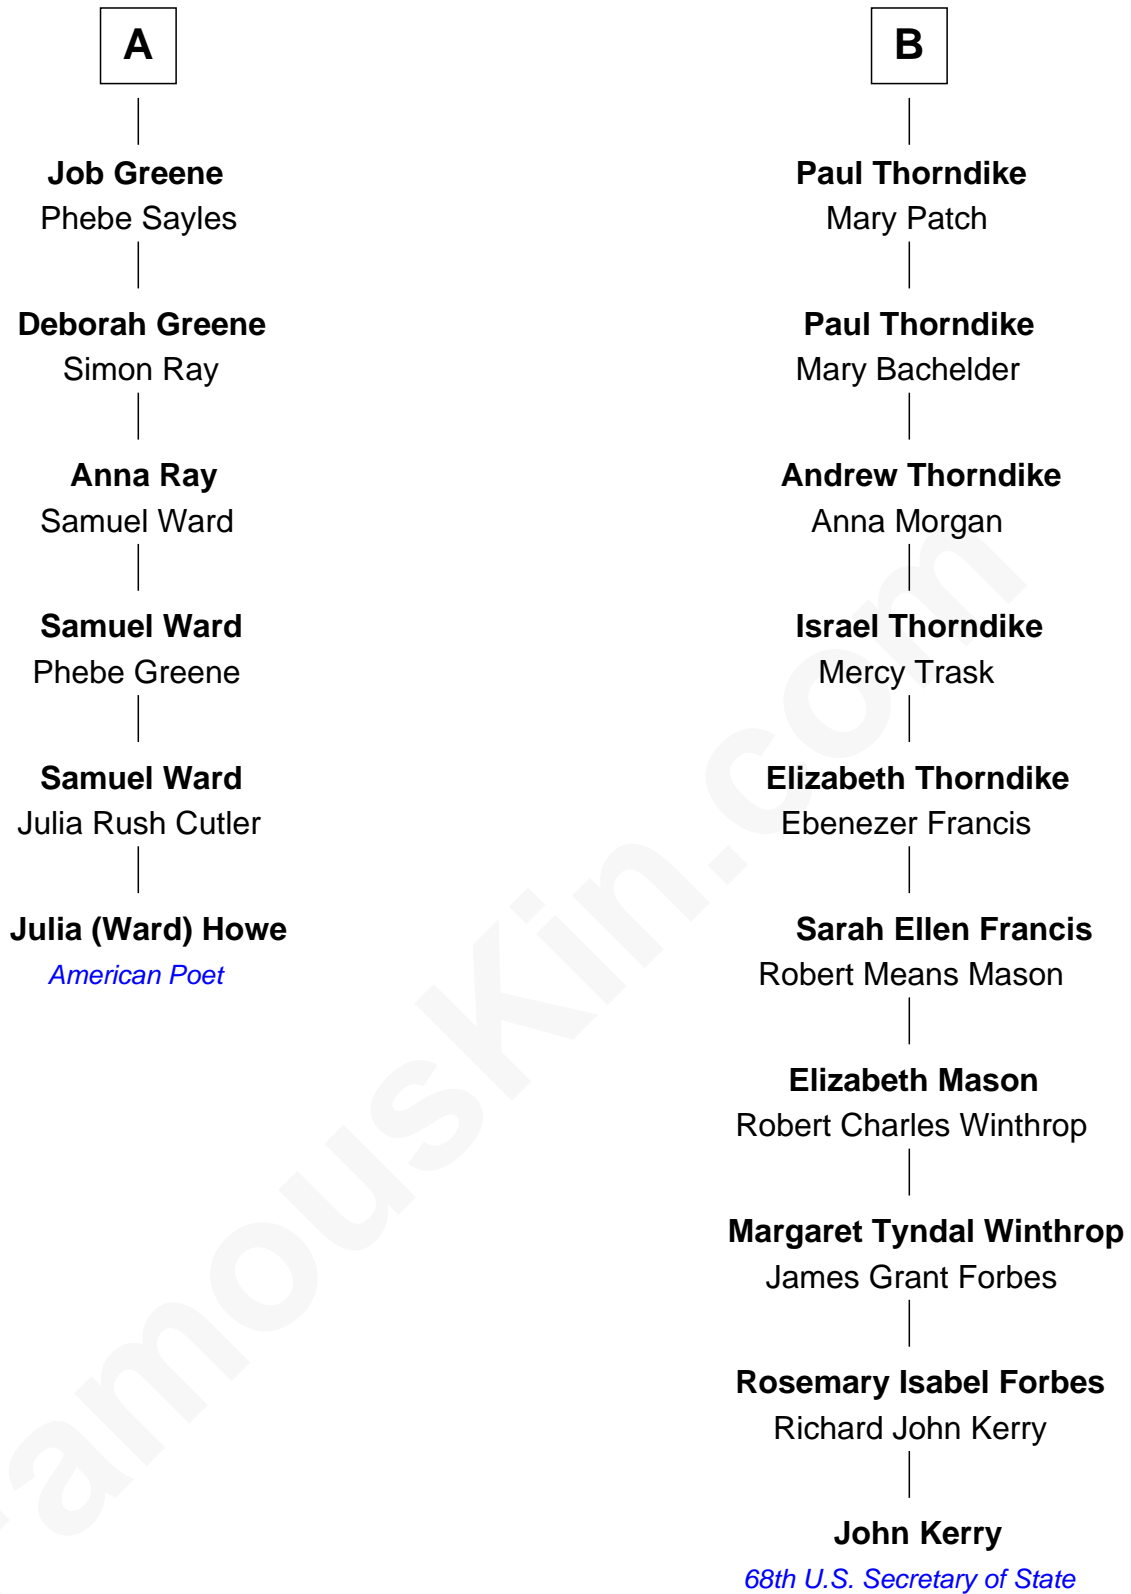 A
Job Greene
Phebe Sayles
Deborah Greene
Simon Ray
Anna Ray
Samuel Ward
Samuel Ward
Phebe Greene
Samuel Ward
Julia Rush Cutler
Julia (Ward) Howe
American Poet
B
Paul Thorndike
Mary Patch
Paul Thorndike
Mary Bachelder
Andrew Thorndike
Anna Morgan
Israel Thorndike
Mercy Trask
Elizabeth Thorndike
Ebenezer Francis
Sarah Ellen Francis
Robert Means Mason
Elizabeth Mason
Robert Charles Winthrop
Margaret Tyndal Winthrop
James Grant Forbes
Rosemary Isabel Forbes
Richard John Kerry
John Kerry
68th U.S. Secretary of State
amouskin.com